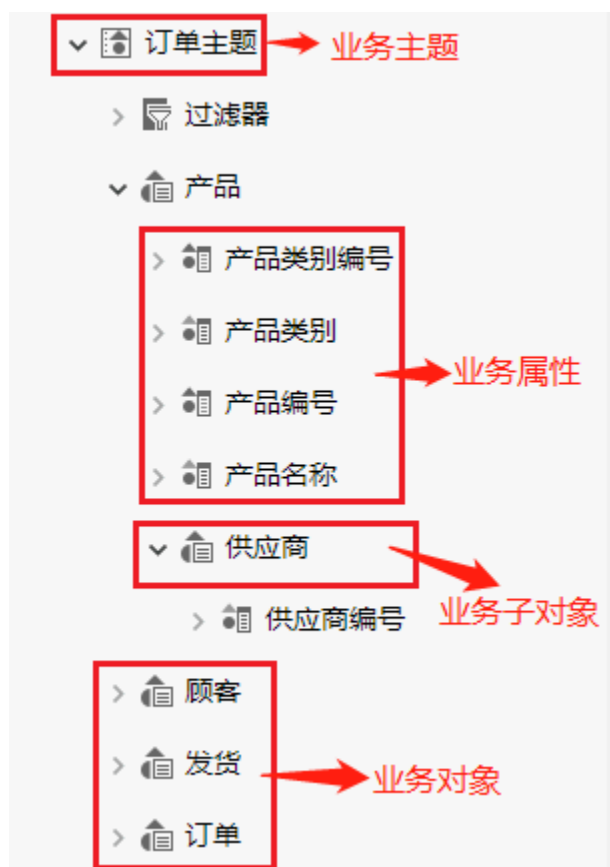 订单主题 业务主题
过滤器
产品
产品类别编号
产品类别
业务属性
产品编号
产品名称
供应商
业务子对象
供应商编号
顾客
发货
业务对象
订单